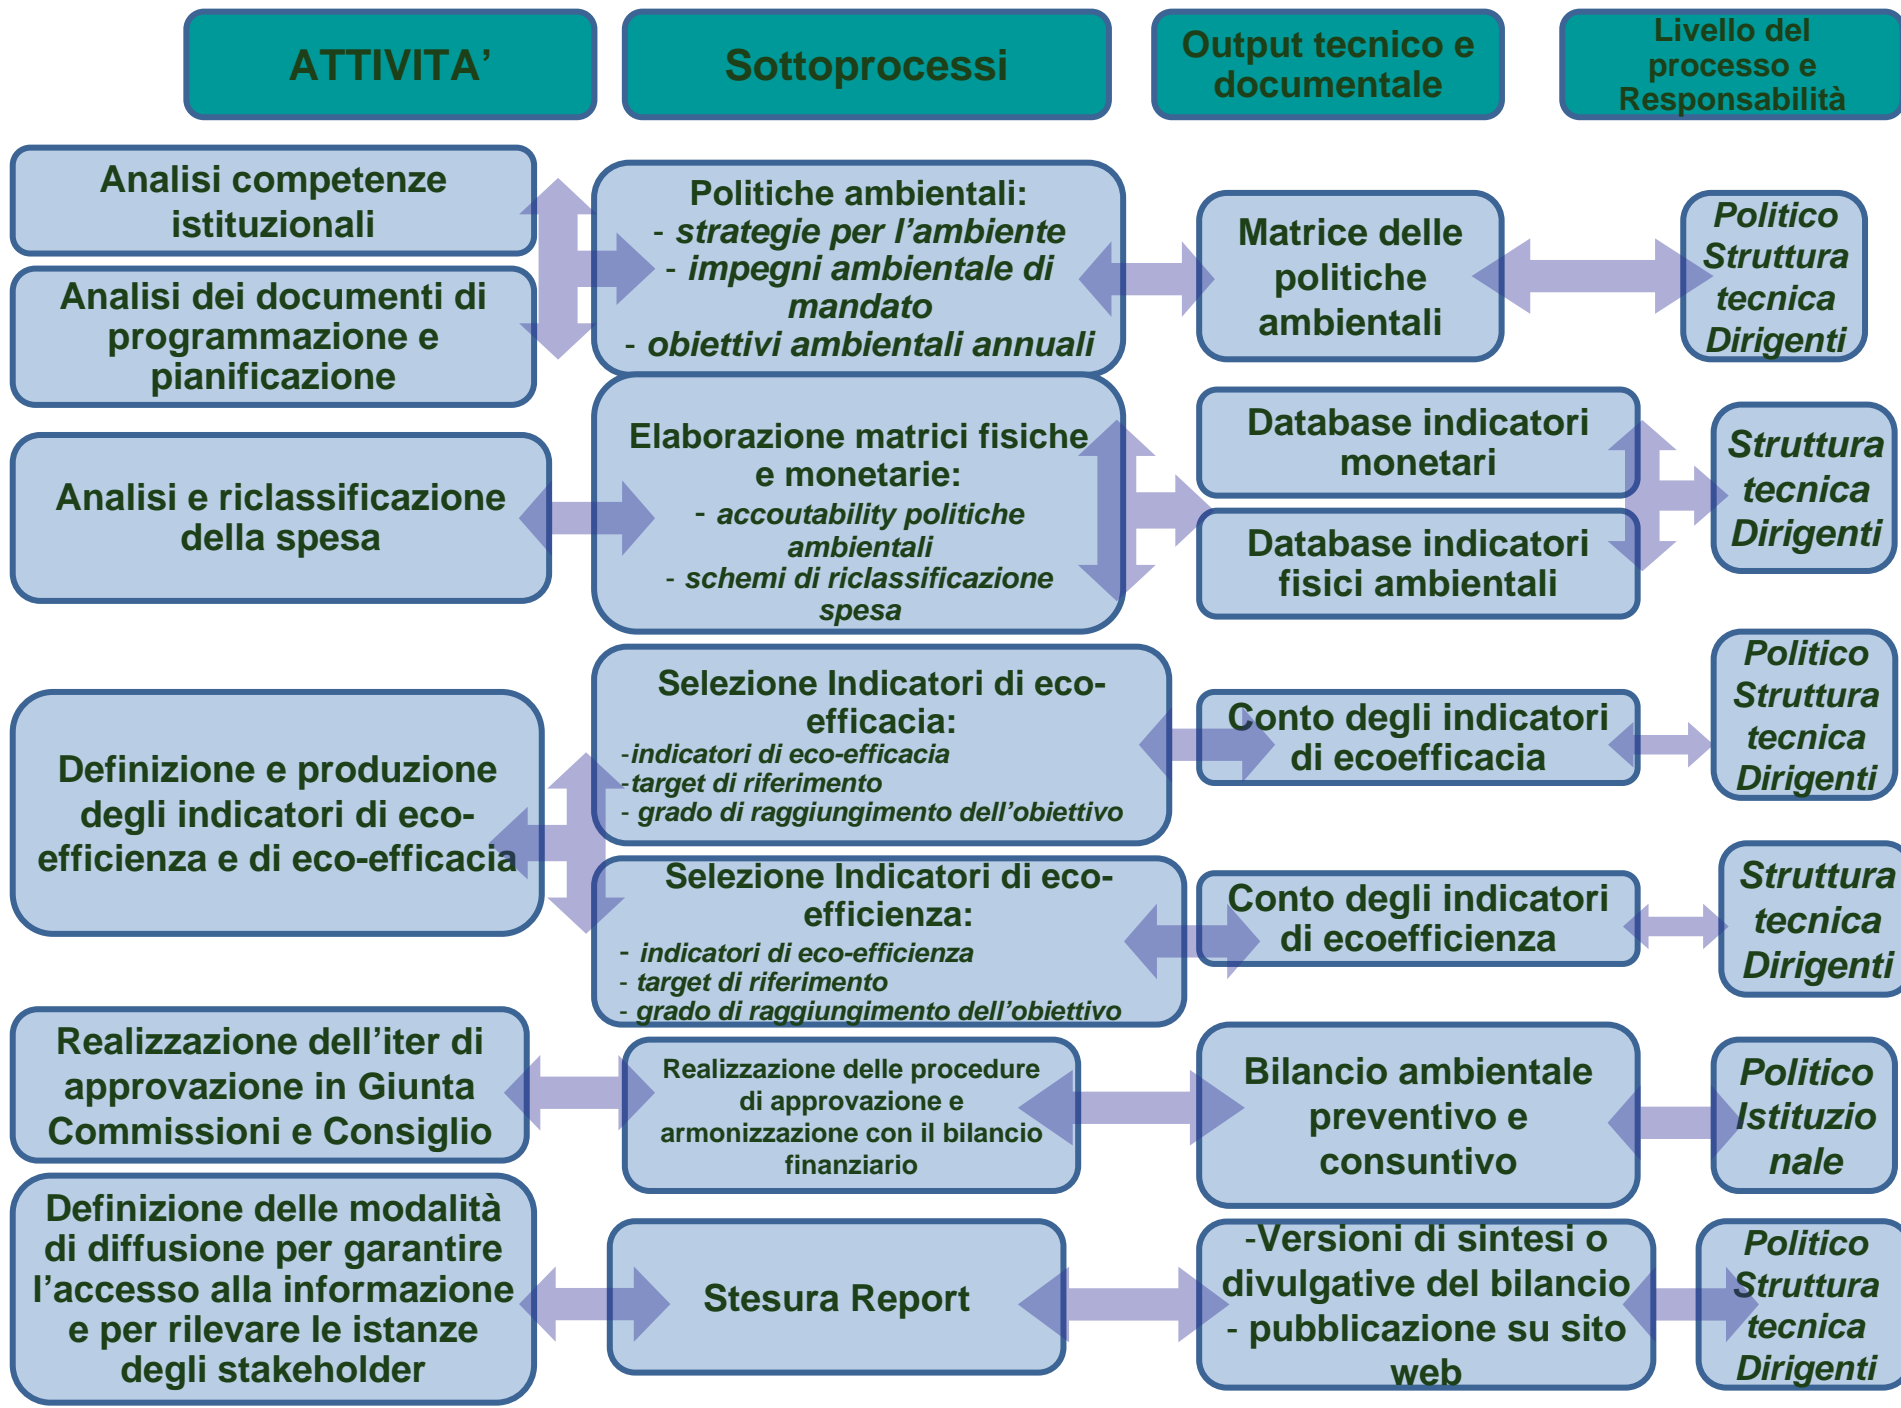 ATTIVITA’
Sottoprocessi
Output tecnico e
documentale
Livello del
processo e
Responsabilità
Analisi competenze
istituzionali
Analisi dei documenti di
programmazione e
pianificazione
Politiche ambientali:
- strategie per l’ambiente
- impegni ambientale di
mandato
- obiettivi ambientali annuali
Matrice delle
politiche
ambientali
Politico
Struttura
tecnica
Dirigenti
Analisi e riclassificazione
della spesa
Elaborazione matrici fisiche
e monetarie:
- accoutability politiche
ambientali
- schemi di riclassificazione
spesa
Database indicatori
monetari
Database indicatori
fisici ambientali
Struttura
tecnica
Dirigenti
Definizione e produzione
degli indicatori di eco-
efficienza e di eco-efficacia
Selezione Indicatori di eco-
efficacia:
-indicatori di eco-efficacia
-target di riferimento
- grado di raggiungimento dell’obiettivo
Conto degli indicatori
di ecoefficacia
Politico
Struttura
tecnica
Dirigenti
Selezione Indicatori di eco-
efficienza:
- indicatori di eco-efficienza
- target di riferimento
- grado di raggiungimento dell’obiettivo
Conto degli indicatori
di ecoefficienza
Struttura
tecnica
Dirigenti
Realizzazione dell’iter di
approvazione in Giunta
Commissioni e Consiglio
Realizzazione delle procedure
di approvazione e
armonizzazione con il bilancio
finanziario
Bilancio ambientale
preventivo e
consuntivo
Politico
Istituzio
nale
Definizione delle modalità
di diffusione per garantire
l’accesso alla informazione
e per rilevare le istanze
degli stakeholder
Stesura Report
-Versioni di sintesi o
divulgative del bilancio
- pubblicazione su sito
web
Politico
Struttura
tecnica
Dirigenti